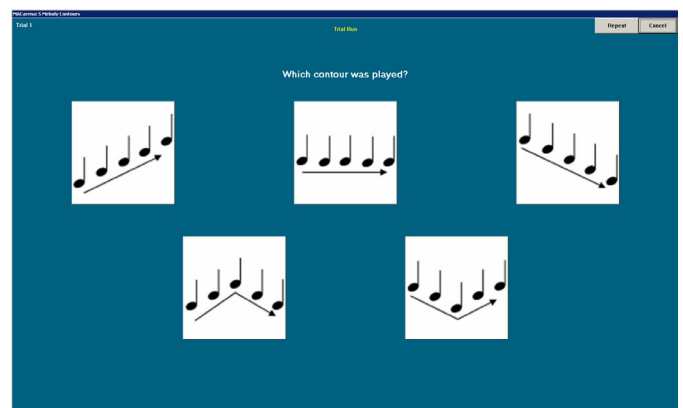 MACarena: 5 Melody Contours
Trial 1
Trial Run
Repeat
Cancel
Which contour was played?